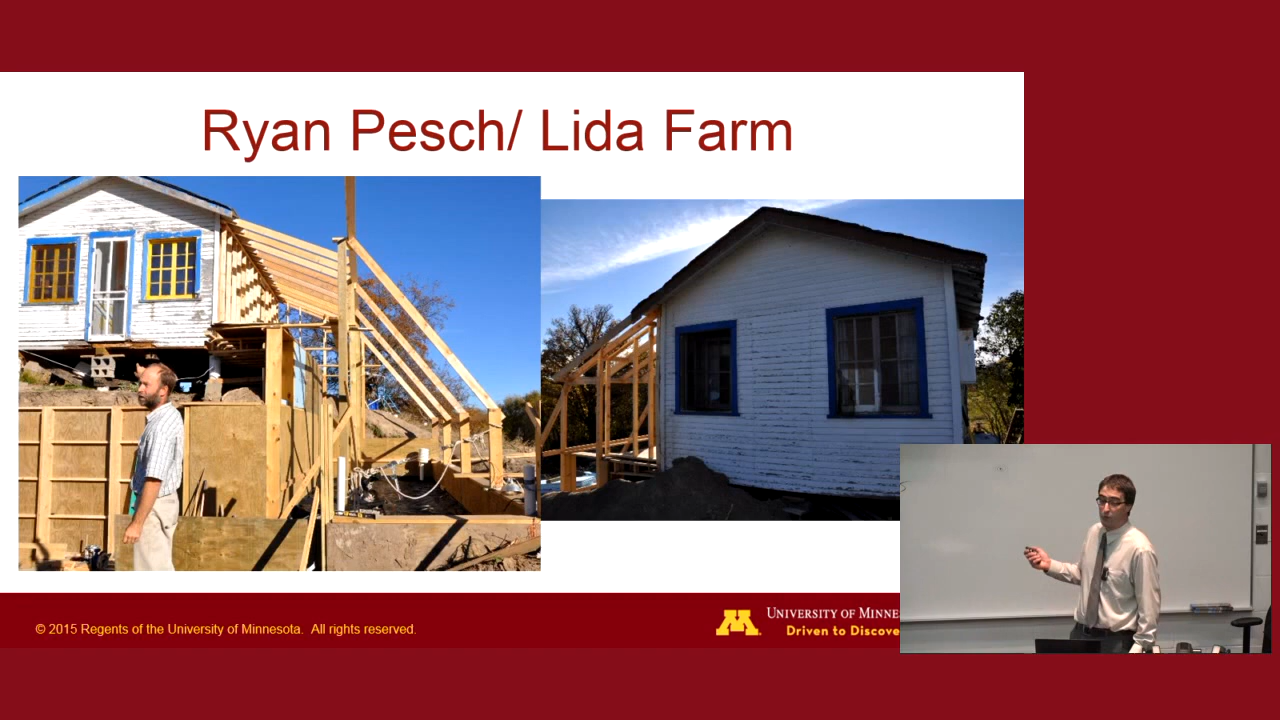 Ryan Pesch/ Lida Farm
© 2015 Regents of the University of Minnesota. All rights reserved.
UNIVERSITY OF MINNE
Driven to Discove